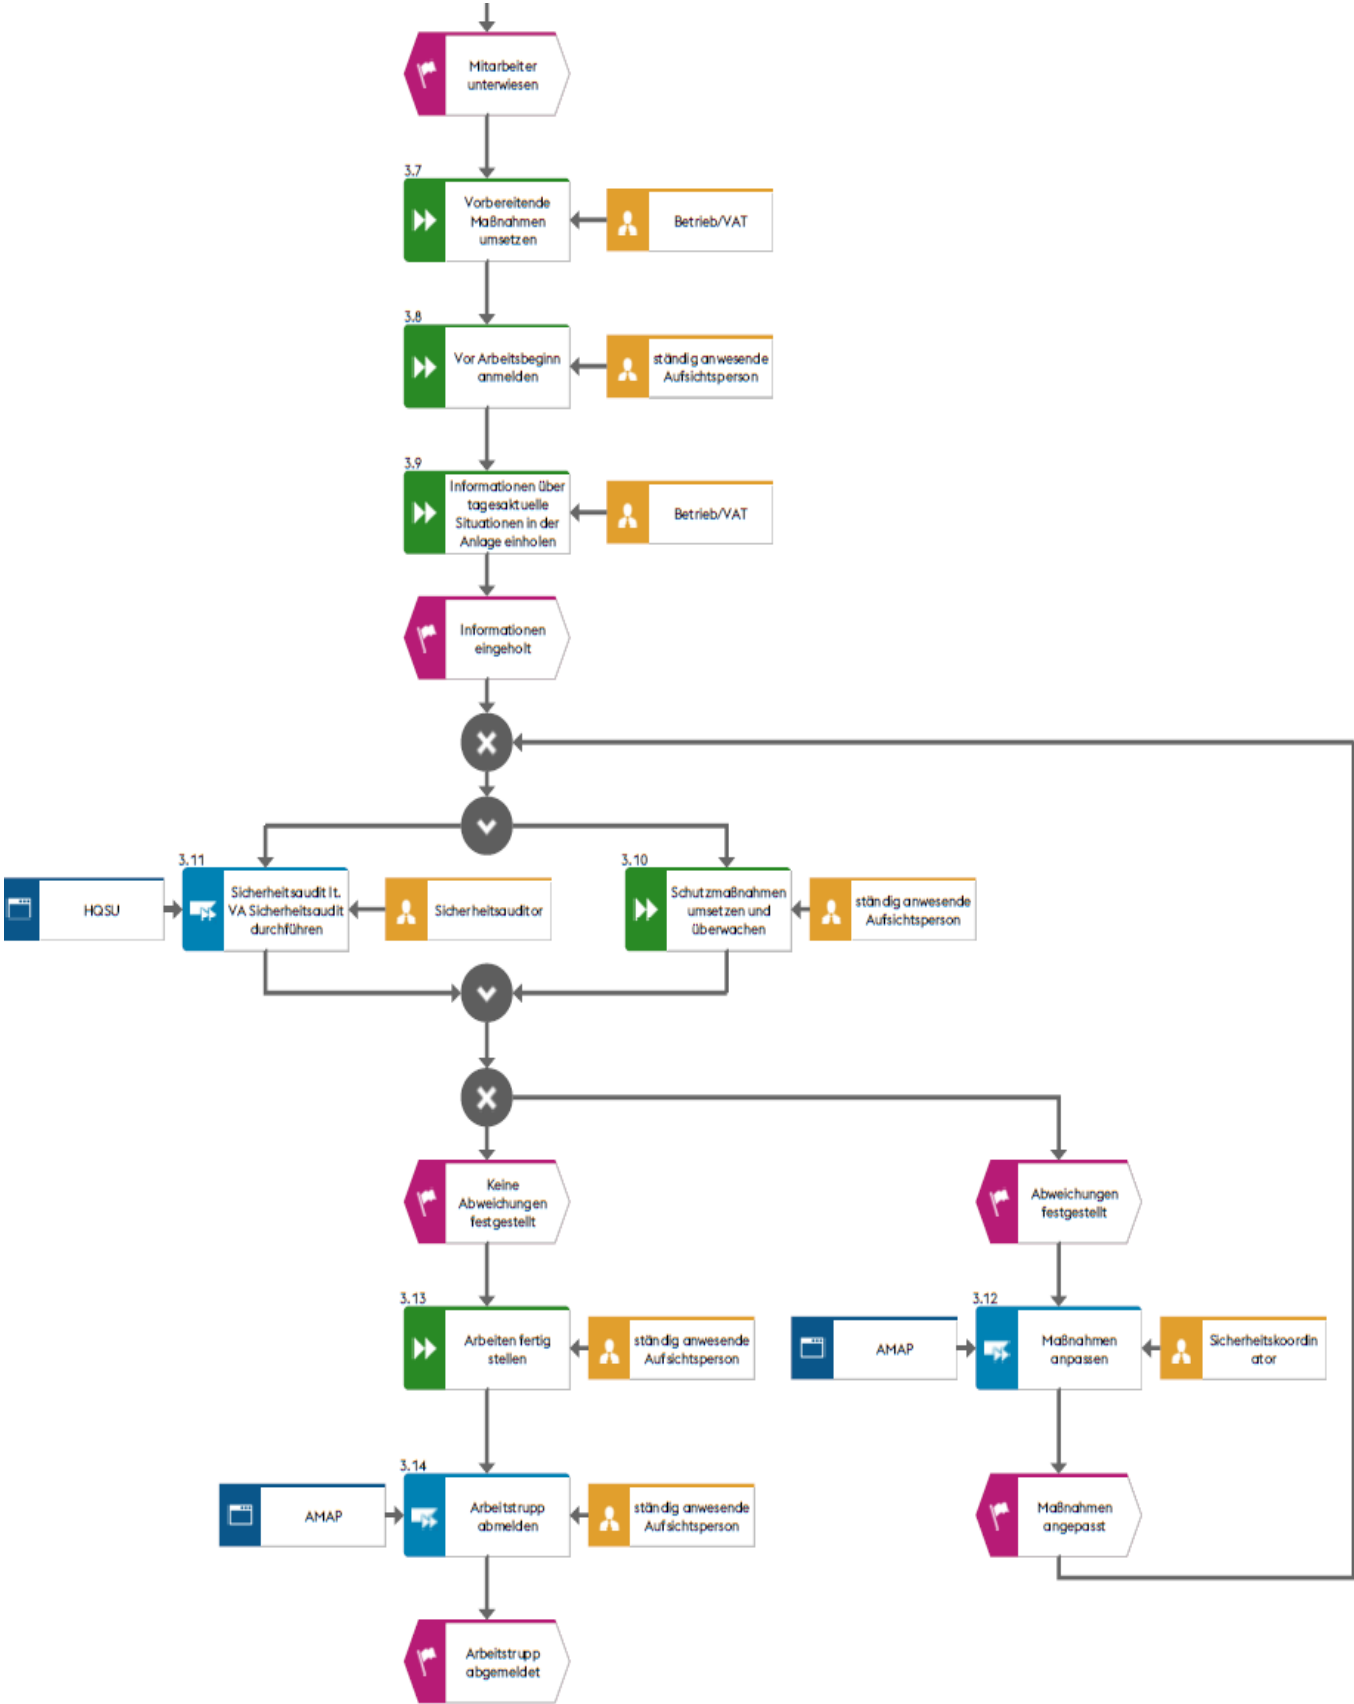 Mitarbeiter
unterwiesen
3.7
Vorbereitende
Maßnahmen
umsetzen
Betrieb/VAT
3.8
Vor Arbeitsbeginn
anmelden
ständig anwesende
Aufsichtsperson
3.9
Informationen über
tagesaktuelle
Situationen in der
Anlage einholen
Betrieb/VAT
Informationen
eingeholt
HQSU
3.11
Sicherheitsaudit lt.
VA Sicherheitsaudit
durchführen
Sicherheitsauditor
3.10
Schutzmaßnahmen
umsetzen und
überwachen
ständig anwesende
Aufsichtsperson
Keine
Abweichungen
festgestellt
Abweichungen
festgestellt
3.13
Arbeiten fertig
stellen
ständig anwesende
Aufsichtsperson
AMAP
3.12
Maßnahmen
anpassen
Sicherheitskoordin
ator
AMAP
3.14
Arbeitstrupp
abmelden
ständig anwesende
Aufsichtsperson
Maßnahmen
angepasst
Arbeitstrupp
abgemeldet